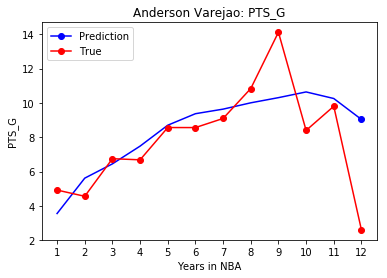 Anderson Varejao: PTS_G
Prediction
True
PTS_G
14
12
10
8
6
4
2
1 2 3 4 5 6 7 8 9 10 11 12
Years in NBA